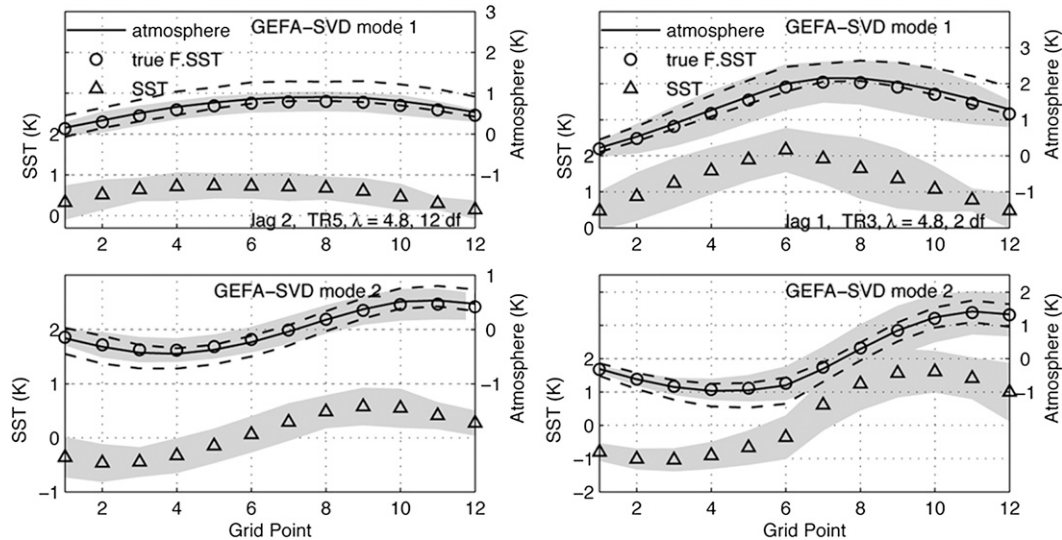 atmosphere
true F.SST
SST
GEFA-SVD mode 1
3
2
1
0
-1
2
1
0
SST (K)
Atmosphere (K)
lag 2, TR5, λ = 4.8, 12 df
2 4 6 8 10 12
atmosphere
true F.SST
SST
GEFA-SVD mode 1
3
2
1
0
-1
4
3
2
1
0
SST (K)
Atmosphere (K)
lag 1, TR3, λ = 4.8, 2 df
2 4 6 8 10 12
GEFA-SVD mode 2
1
0
-1
2
1
0
-1
SST (K)
Atmosphere (K)
2 4 6 8 10 12
Grid Point
GEFA-SVD mode 2
2
1
0
-1
4
3
2
1
0
-1
-2
SST (K)
Atmosphere (K)
2 4 6 8 10 12
Grid Point